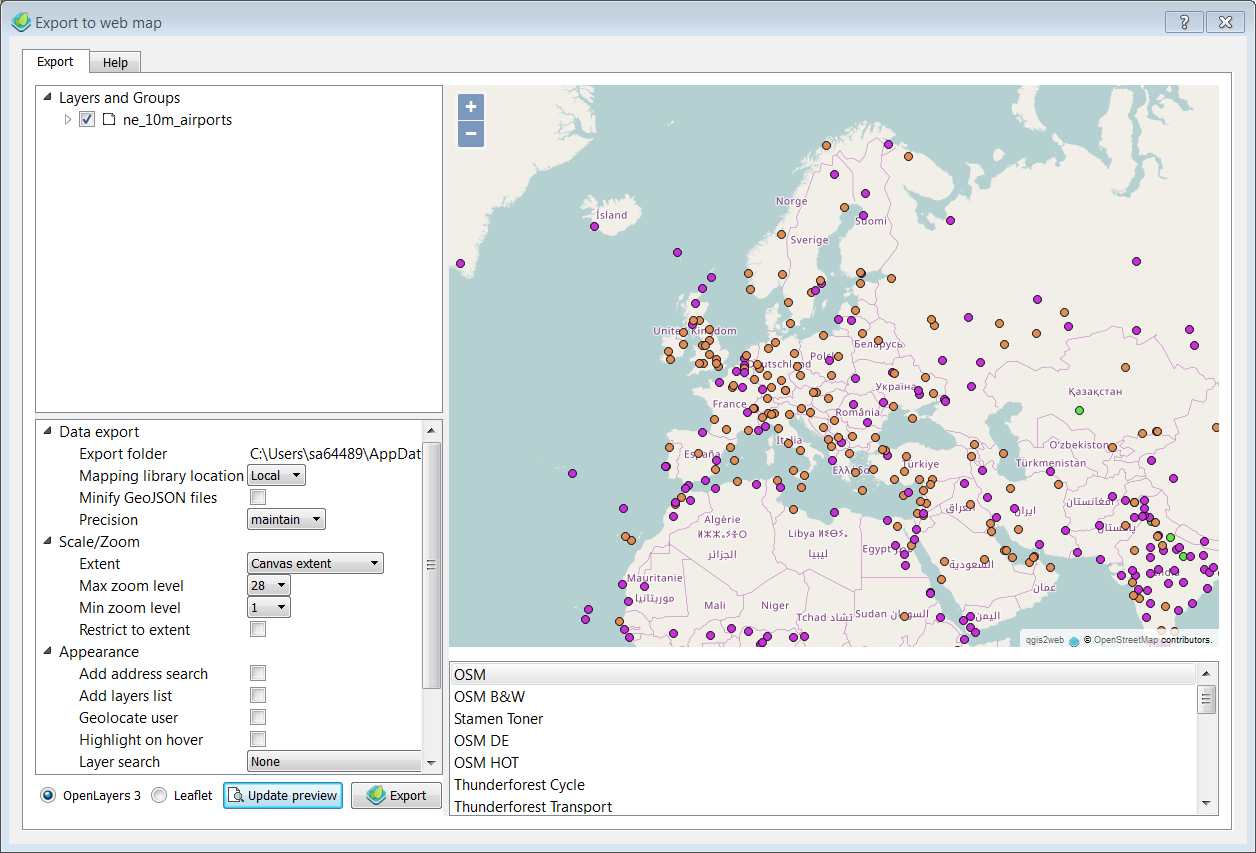 Export to web map
Export
Help
Layers and Groups
ne_10m_airports
Data export
Export folder C:\Users\sa64489\AppDat
Mapping library location Local
Minify GeoJSON files
Precision maintain
Scale/Zoom
Extent Canvas extent
Max zoom level 28
Min zoom level 1
Restrict to extent
Appearance
Add address search
Add layers list
Geolocate user
Highlight on hover
Layer search None
OpenLayers 3 Leaflet Update preview Export
+
−
Norge
Ísland
Suomi
Sverige
United Kingdom
Беларусь
Deutschland
Україна
Қазақстан
France
România
Italia
O'zbekiston
Türkiye
Türkmenistan
افغانستان
Algérie
ⵍⵣⵣⴰⵢⴻⵔ
الجزائر
Libya ⵍⵉⴱⵢⴰ
ليبيا
العراق
ایران
Egypt
السعودية
عمان
Mauritanie
موريتانيا
Mali
Niger
Tchad تشاد
Sudan السودان
اليمن
qgis2web © OpenStreetMap contributors.
OSM
OSM B&W
Stamen Toner
OSM DE
OSM HOT
Thunderforest Cycle
Thunderforest Transport